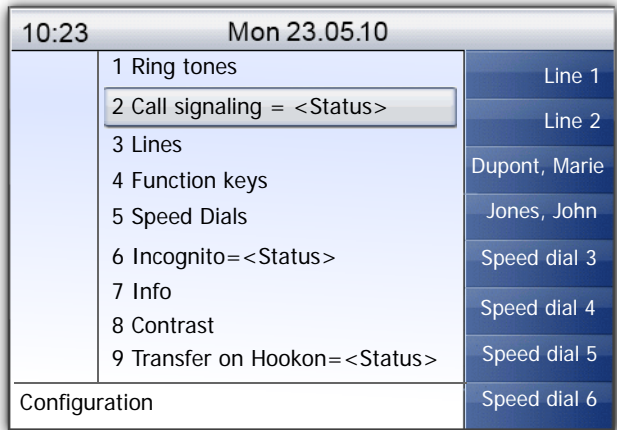 10:23 Mon 23.05.10
1 Ring tones
2 Call signaling = <Status>
3 Lines
4 Function keys
5 Speed Dials
6 Incognito=<Status>
7 Info
8 Contrast
9 Transfer on Hookon=<Status>
Configuration
Line 1
Line 2
Dupont, Marie
Jones, John
Speed dial 3
Speed dial 4
Speed dial 5
Speed dial 6